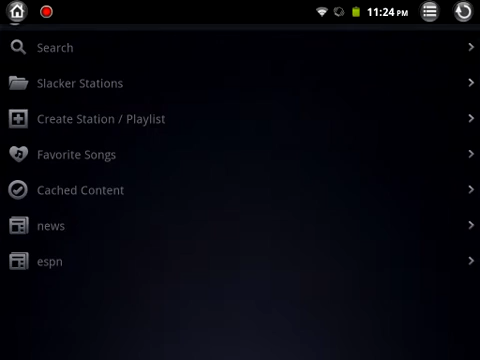 11:24 PM
Search
Slacker Stations
Create Station / Playlist
Favorite Songs
Cached Content
news
espn